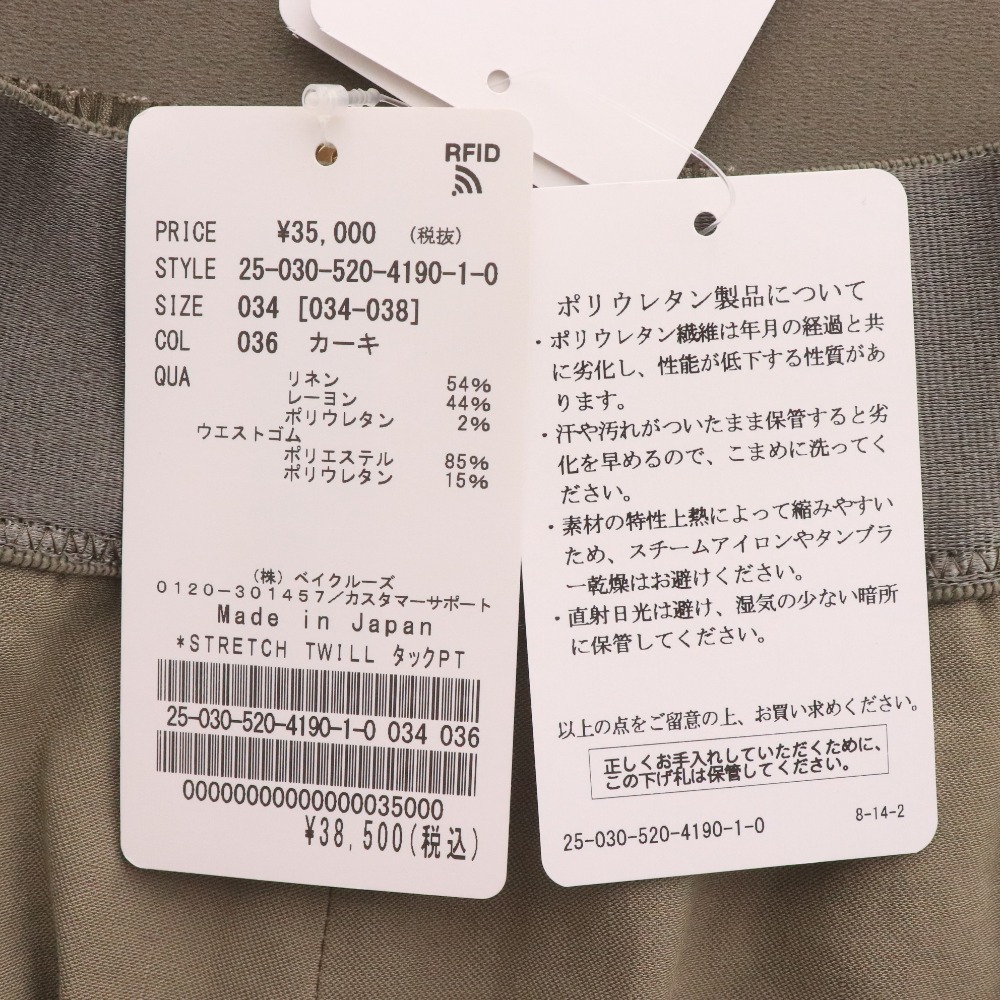 RFID
PRICE ¥35,000 (税抜)
STYLE 25-030-520-4190-1-0
SIZE 034 [034-038]
COL 036 カーキ
QUA リネン 54%
レーヨン 44%
ポリウレタン 2%
ウエストゴム
ポリエステル 85%
ポリウレタン 15%
(株) ベイクルーズ
0120-301457/カスタマーサポート
Made in Japan
*STRETCH TWILL タックPT
25-030-520-4190-1-0 034 036
000000000000000035000
¥38,500(税込)
ポリウレタン製品について
・ポリウレタン繊維は年月の経過と共
に劣化し、性能が低下する性質があ
ります。
・汗や汚れがついたまま保管すると劣
化を早めるので、こまめに洗ってく
ださい。
・素材の特性上熱によって縮みやすい
ため、スチームアイロンやタンブラ
ー乾燥はお避けください。
・直射日光は避け、湿気の少ない暗所
に保管してください。
以上の点をご留意の上、お買い求めください。
正しくお手入れしていただくために、
この下げ札は保管してください。
25-030-520-4190-1-0 8-14-2